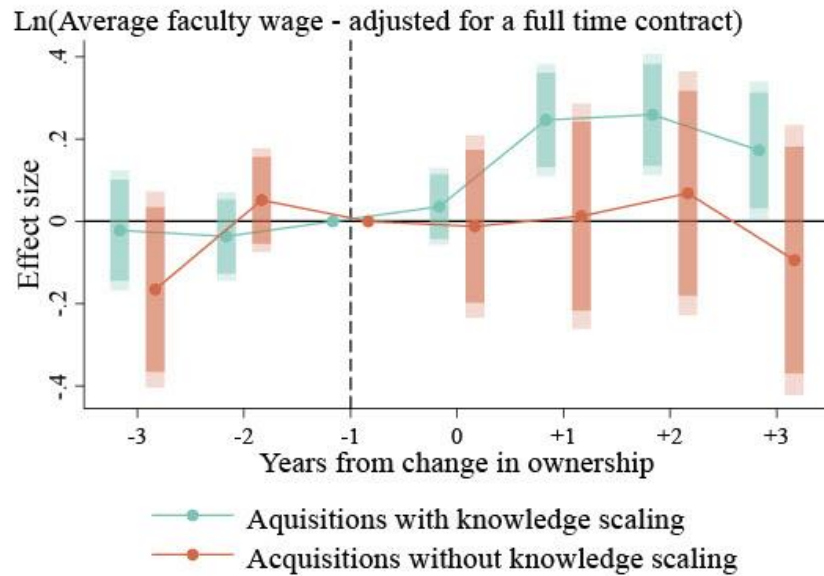 Ln(Average faculty wage - adjusted for a full time contract)
.4
.2
0
-.2
-.4
Effect size
-3 -2 -1 0 +1 +2 +3
Years from change in ownership
Aquisitions with knowledge scaling
Acquisitions without knowledge scaling